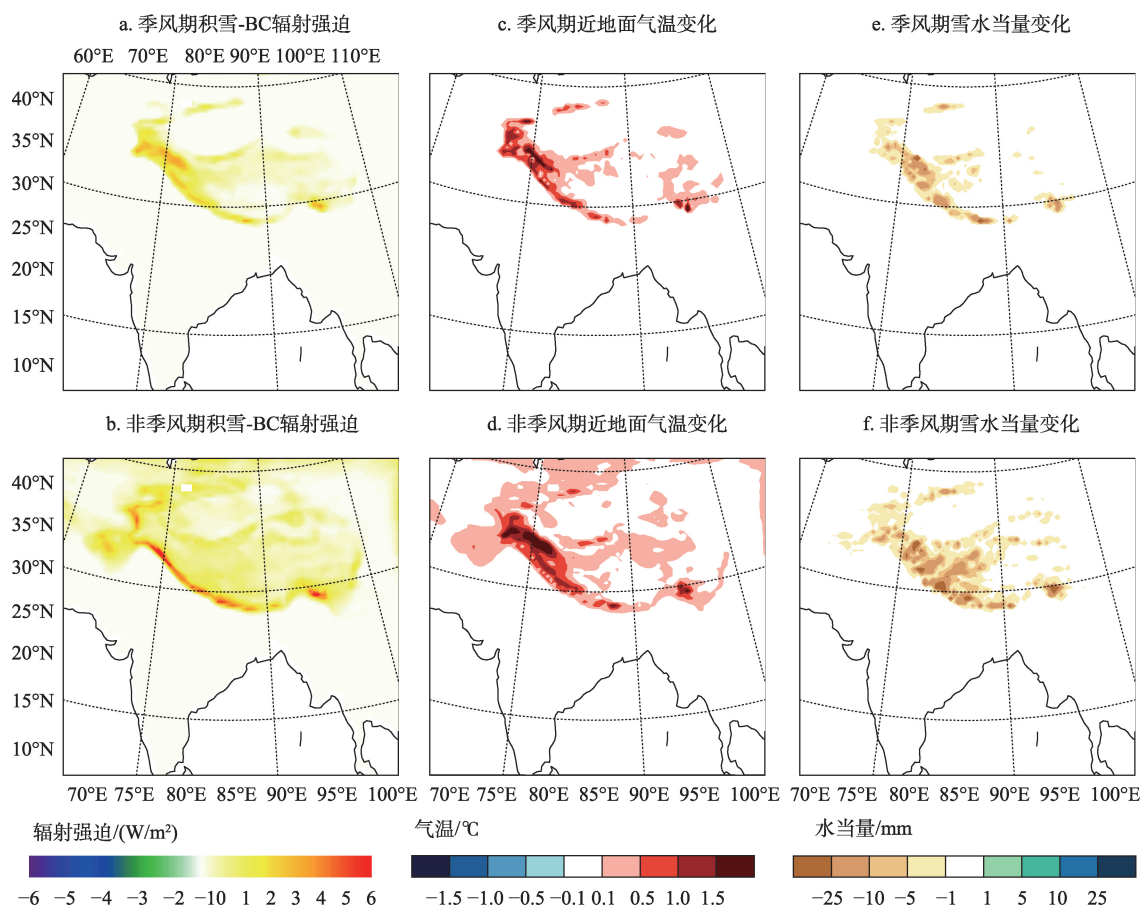 a. 季风期积雪-BC辐射强迫
c. 季风期近地面气温变化
e. 季风期雪水当量变化
60°E 70°E 80°E 90°E 100°E 110°E
40°N
35°N
30°N
25°N
20°N
15°N
10°N
b. 非季风期积雪-BC辐射强迫
d. 非季风期近地面气温变化
f. 非季风期雪水当量变化
40°N
35°N
30°N
25°N
20°N
15°N
10°N
70°E 75°E 80°E 85°E 90°E 95°E 100°E
70°E 75°E 80°E 85°E 90°E 95°E 100°E
70°E 75°E 80°E 85°E 90°E 95°E 100°E
辐射强迫/(W/m²)
气温/℃
水当量/mm
−6 −5 −4 −3 −2 −10 1 2 3 4 5 6
−1.5 −1.0 −0.5 −0.1 0.1 0.5 1.0 1.5
−25 −10 −5 −1 1 5 10 25